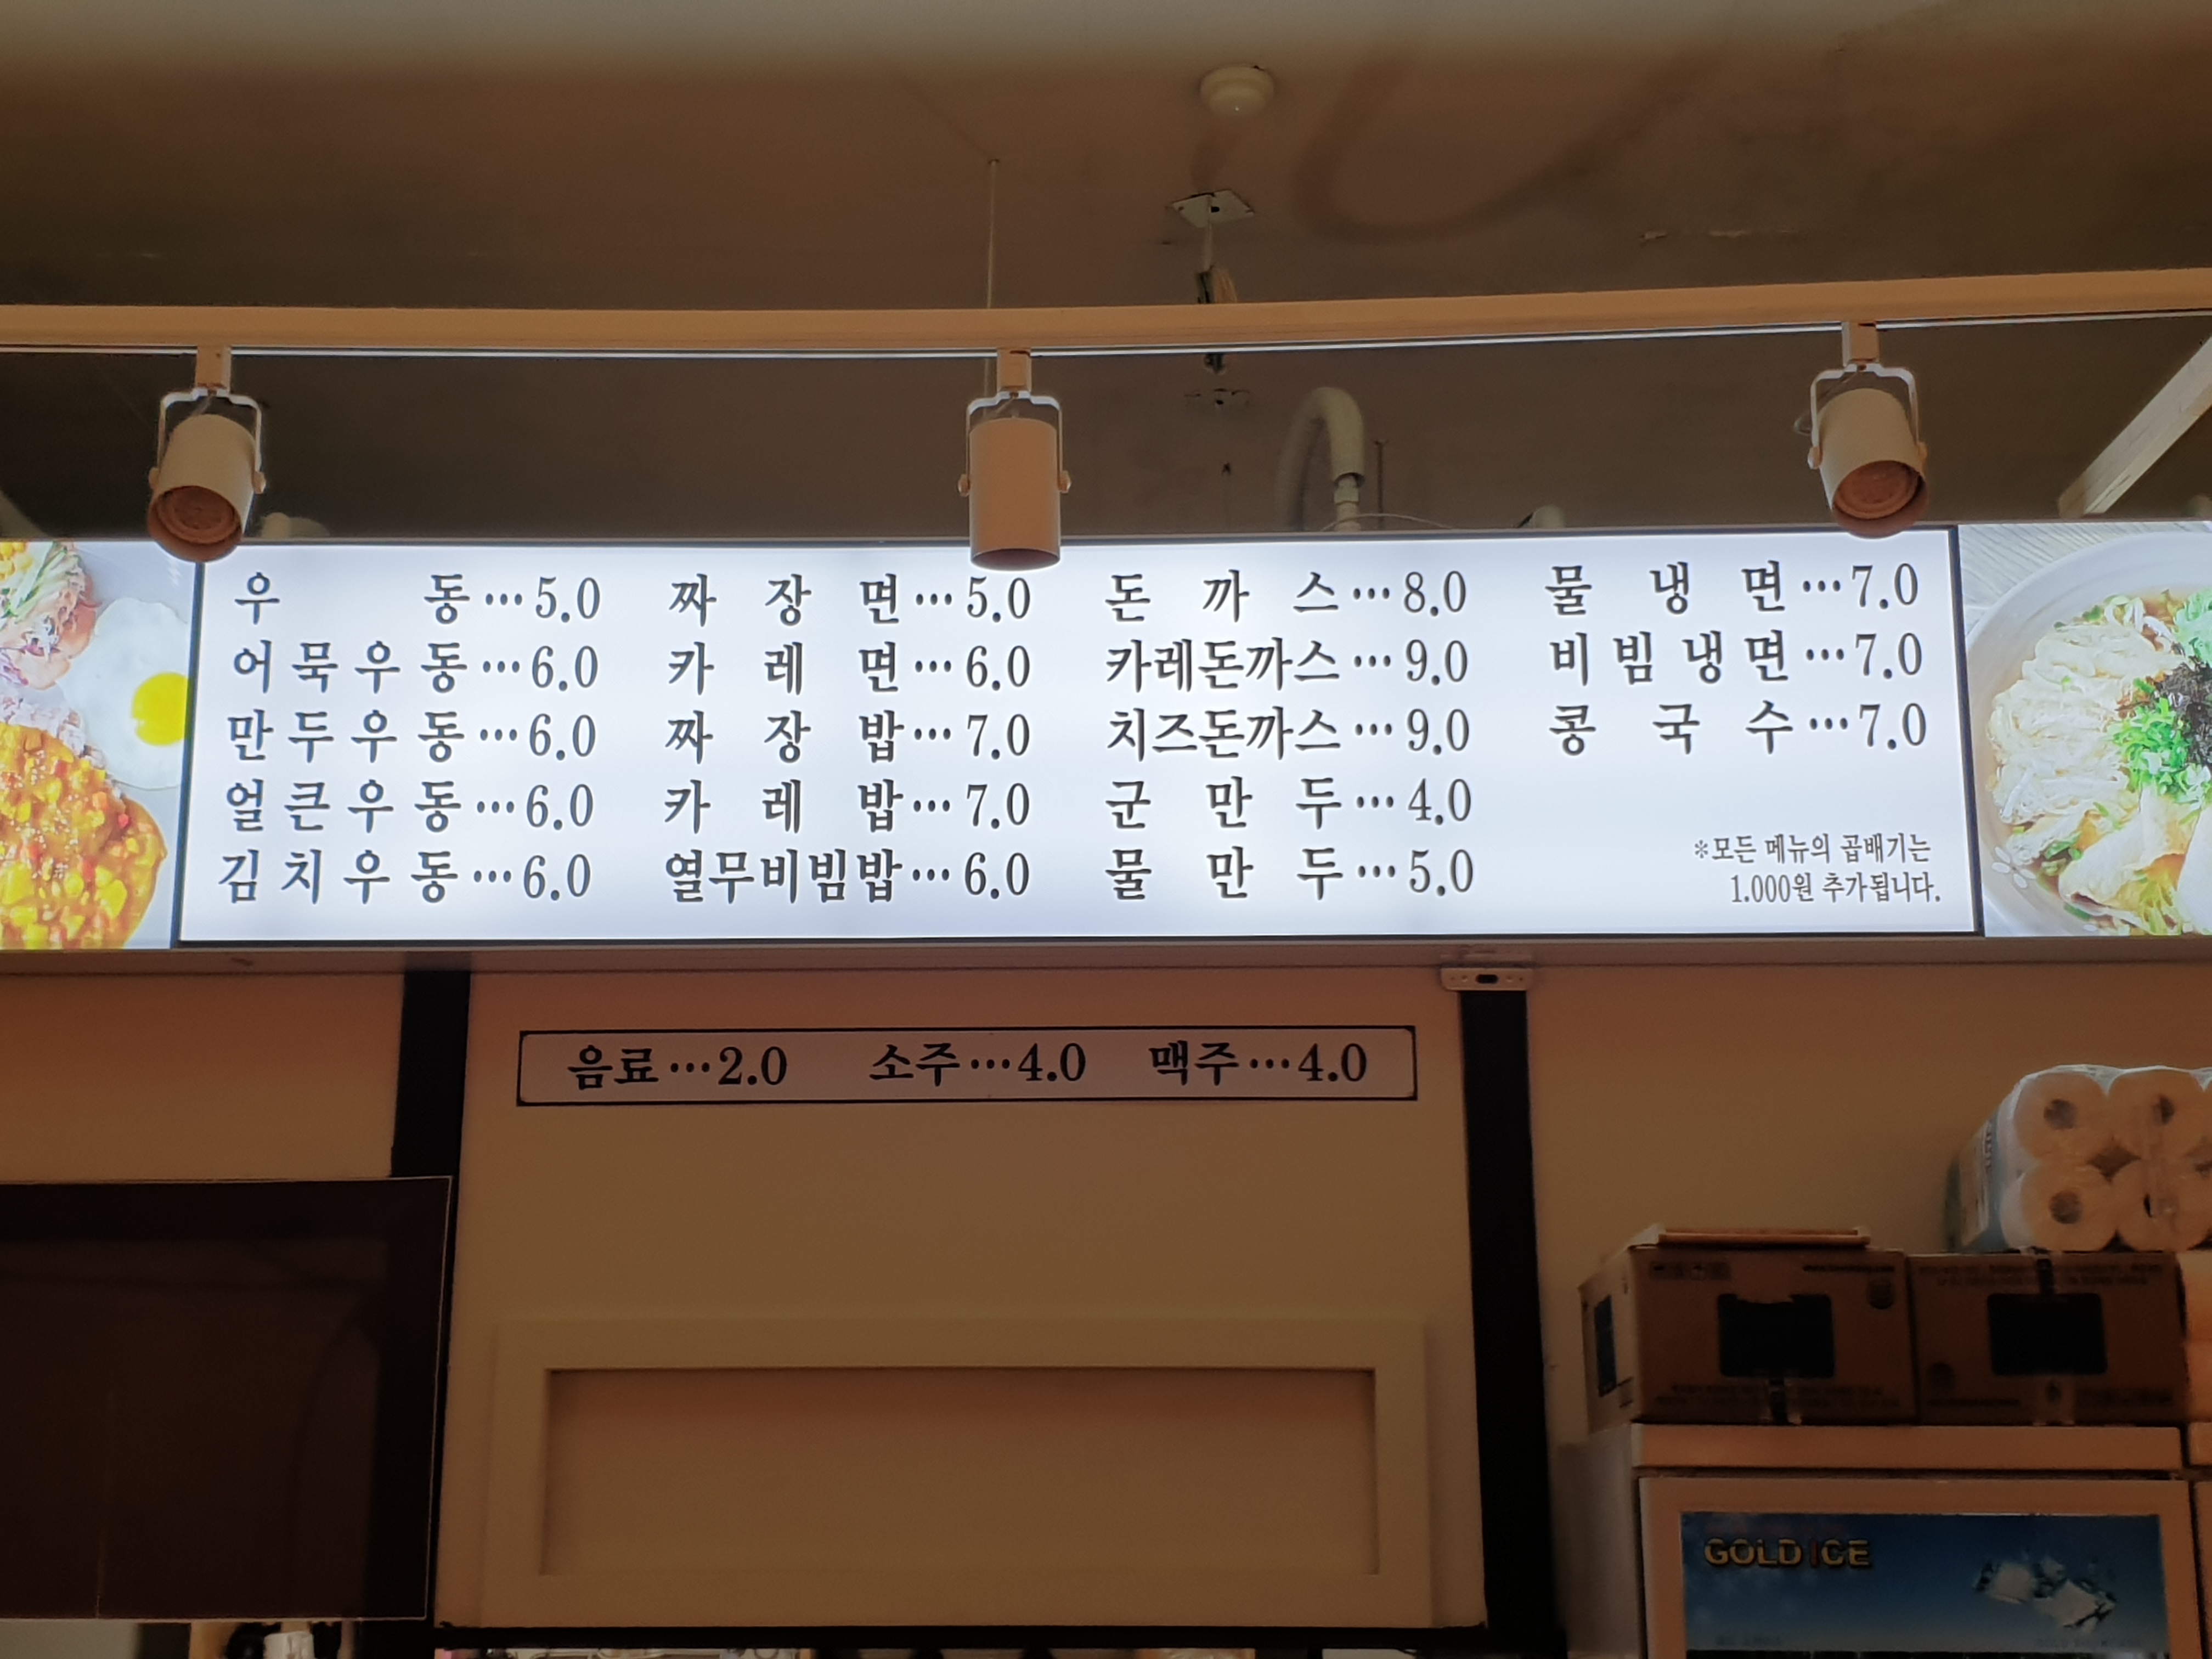 우동…5.0
어묵우동…6.0
만두우동…6.0
얼큰우동…6.0
김치우동…6.0
짜장면…5.0
카레면…6.0
짜장밥…7.0
카레밥…7.0
열무비빔밥…6.0
돈까스…8.0
카레돈까스…9.0
치즈돈까스…9.0
군만두…4.0
물만두…5.0
물냉면…7.0
비빔냉면…7.0
콩국수…7.0
*모든 메뉴의 곱배기는
1.000원 추가됩니다.
음료…2.0 소주…4.0 맥주…4.0
GOLD ICE